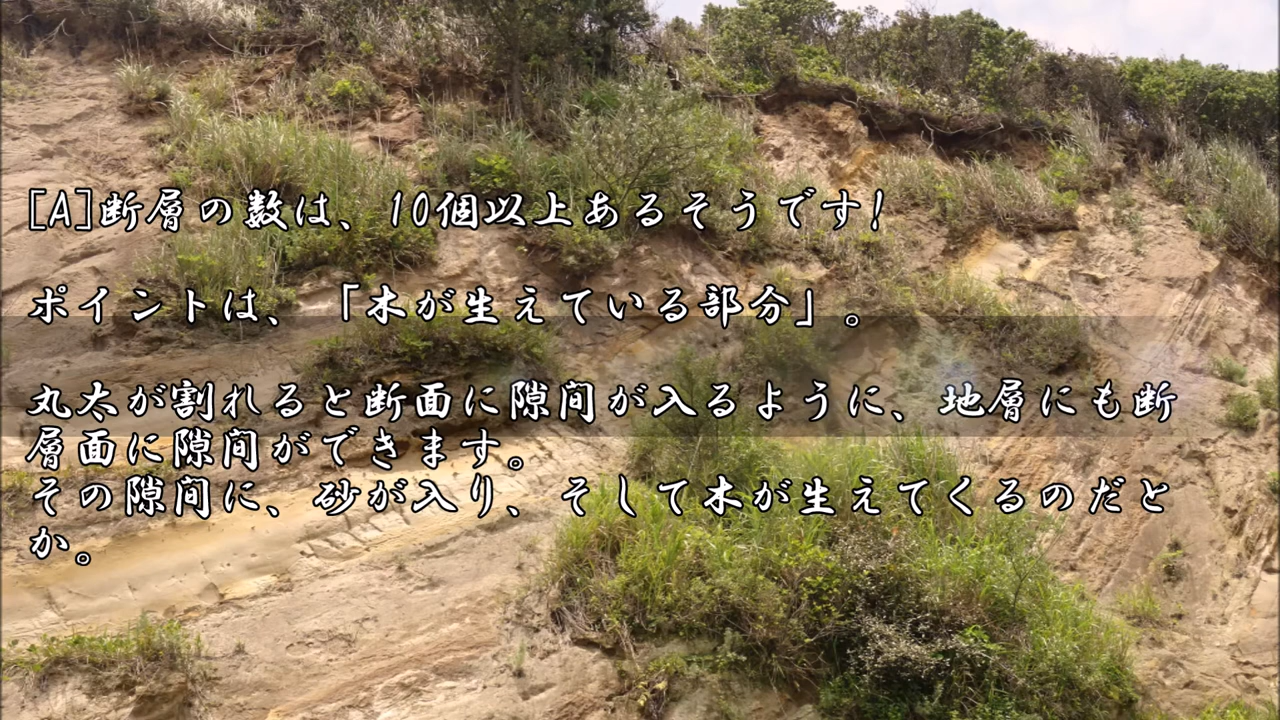 [A]断層の数は、10個以上あるそうです!
ポイントは、「木が生えている部分」。
丸太が割れると断面に隙間が入るように、地層にも断
層面に隙間ができます。
その隙間に、砂が入り、そして木が生えてくるのだと
か。